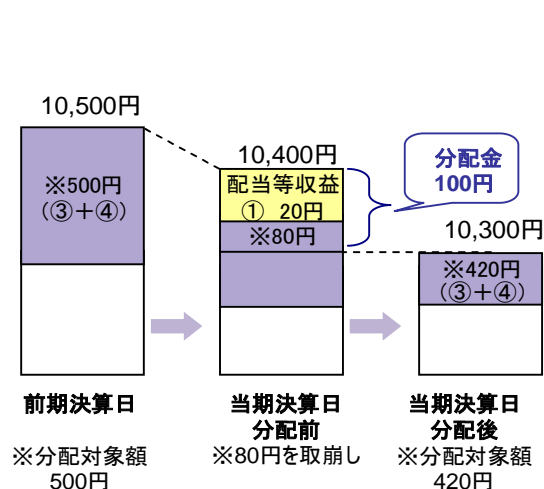 10,500円
※500円
(③+④)
10,400円
配当等収益
① 20円
※80円
分配金
100円
10,300円
※420円
(③+④)
前期決算日
※分配対象額
500円
当期決算日
分配前
※80円を取崩し
当期決算日
分配後
※分配対象額
420円